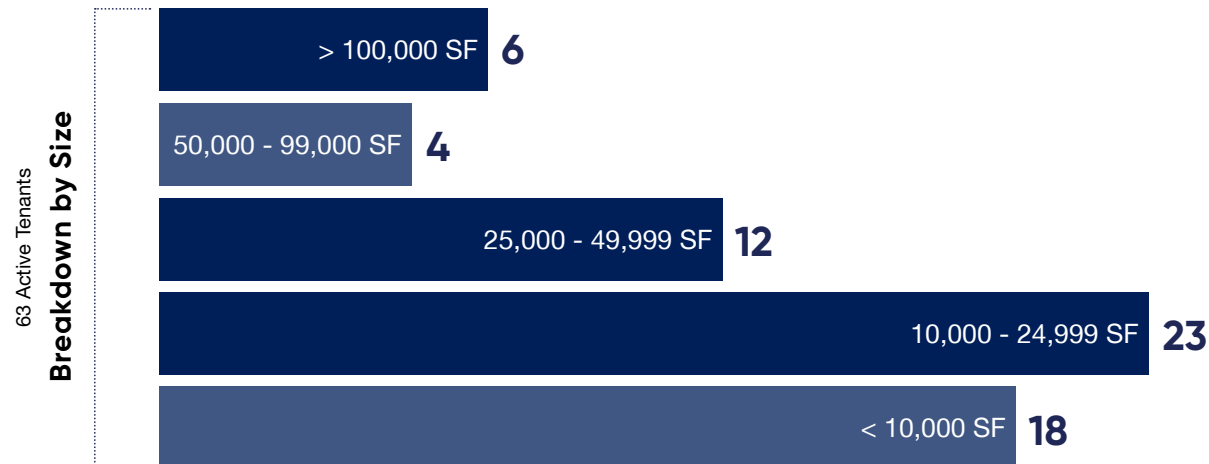 63 Active Tenants
Breakdown by Size
> 100,000 SF 6
50,000 - 99,000 SF 4
25,000 - 49,999 SF 12
10,000 - 24,999 SF 23
< 10,000 SF 18